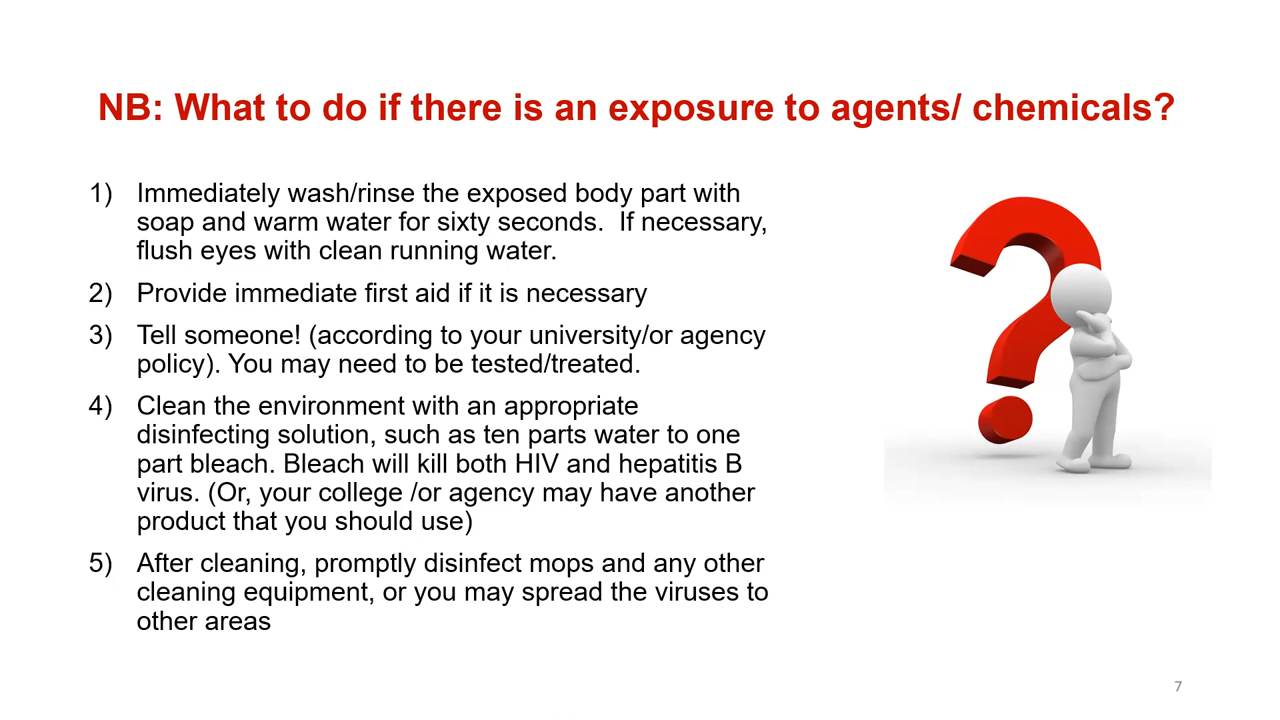 NB: What to do if there is an exposure to agents/ chemicals?
1) Immediately wash/rinse the exposed body part with
soap and warm water for sixty seconds.  If necessary,
flush eyes with clean running water.
2) Provide immediate first aid if it is necessary
3) Tell someone! (according to your university/or agency
policy). You may need to be tested/treated.
4) Clean the environment with an appropriate
disinfecting solution, such as ten parts water to one
part bleach. Bleach will kill both HIV and hepatitis B
virus. (Or, your college /or agency may have another
product that you should use)
5) After cleaning, promptly disinfect mops and any other
cleaning equipment, or you may spread the viruses to
other areas
7